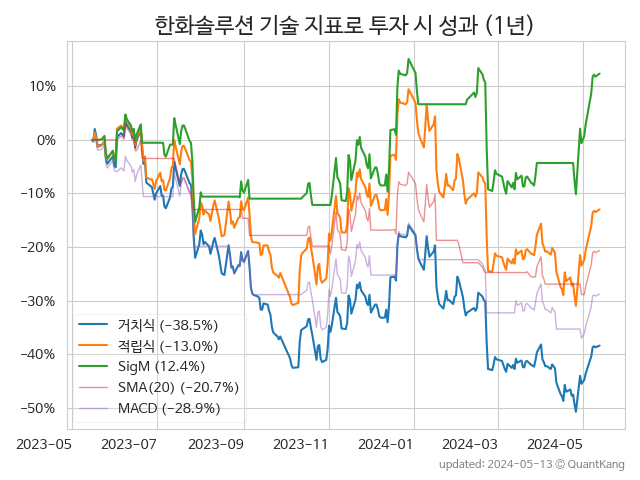 한화솔루션 기술 지표로 투자 시 성과 (1년)
10%
0%
−10%
−20%
−30%
−40%
−50%
거치식 (−38.5%)
적립식 (−13.0%)
SigM (12.4%)
SMA(20) (−20.7%)
MACD (−28.9%)
2023-05 2023-07 2023-09 2023-11 2024-01 2024-03 2024-05
updated: 2024-05-13 © QuantKang